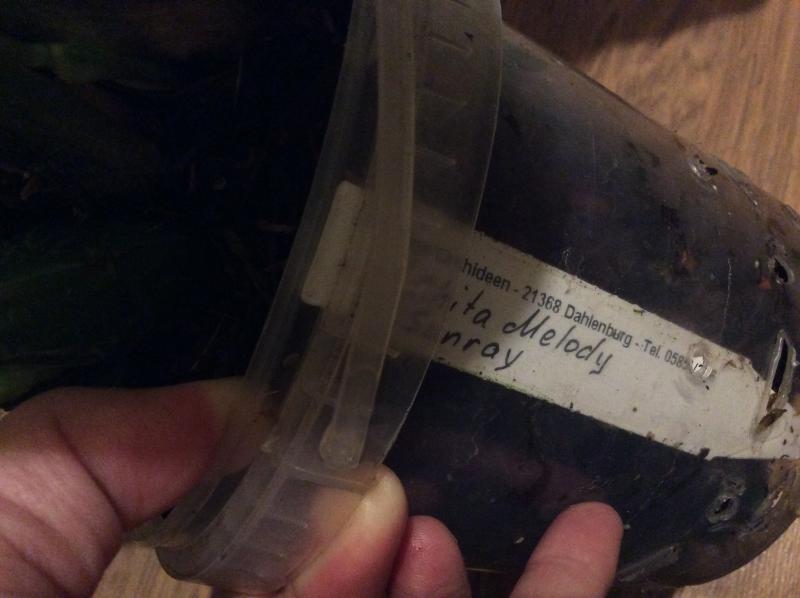 hideen - 21368 Dahlenburg - Tel. 058
ita Melody
nray